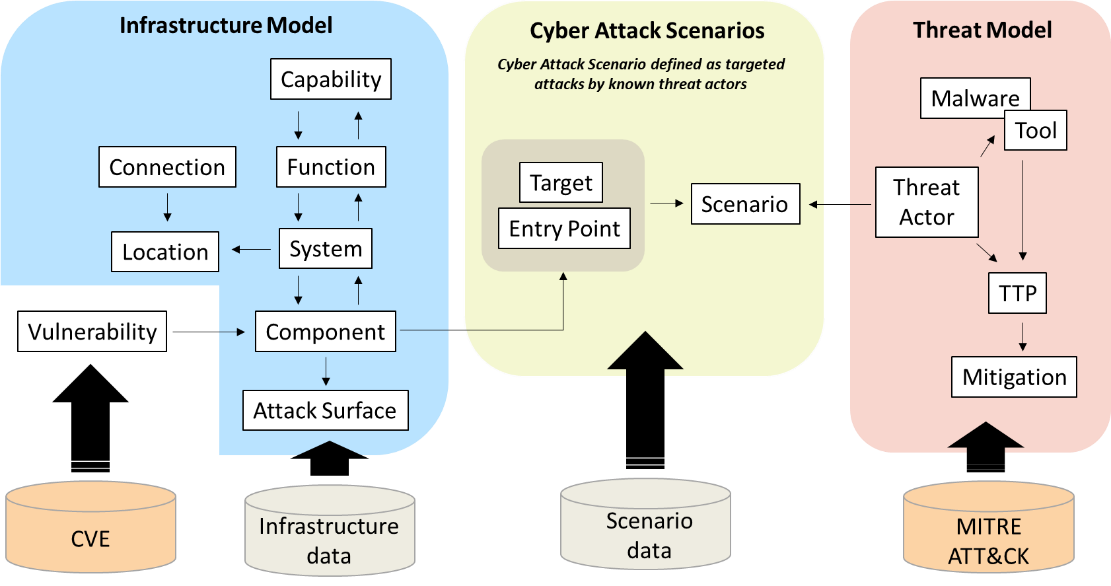 Infrastructure Model
Capability
Connection
Function
Location
System
Vulnerability
Component
Attack Surface
Cyber Attack Scenarios
Cyber Attack Scenario defined as targeted
attacks by known threat actors
Target
Entry Point
Scenario
Threat Model
Malware
Tool
Threat
Actor
TTP
Mitigation
CVE
Infrastructure
data
Scenario
data
MITRE
ATT&CK